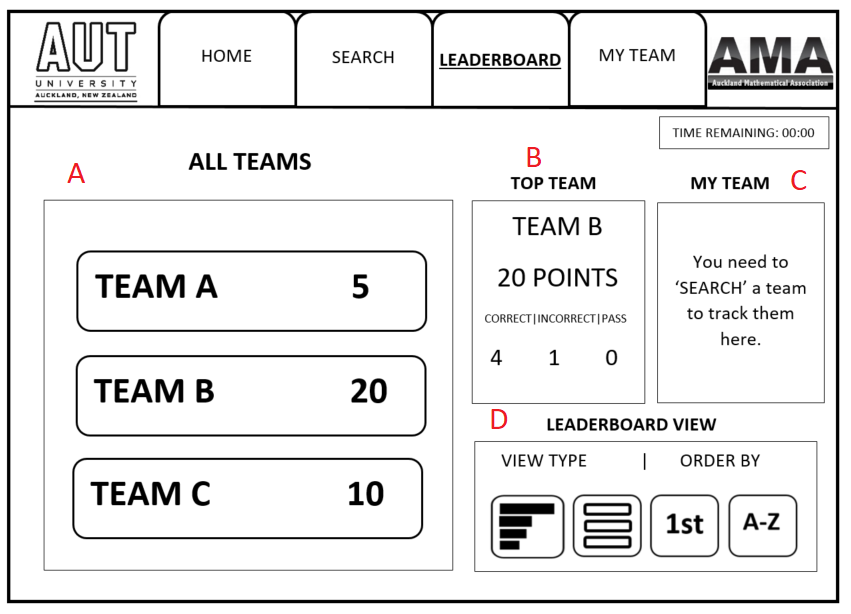 AUT
UNIVERSITY
AUCKLAND, NEW ZEALAND
HOME
SEARCH
LEADERBOARD
MY TEAM
AMA
Auckland Mathematical Association
TIME REMAINING: 00:00
A
ALL TEAMS
TEAM A 5
TEAM B 20
TEAM C 10
B
TOP TEAM
TEAM B
20 POINTS
CORRECT|INCORRECT|PASS
4 1 0
MY TEAM
C
You need to
‘SEARCH’ a team
to track them
here.
D
LEADERBOARD VIEW
VIEW TYPE | ORDER BY
1st
A-Z